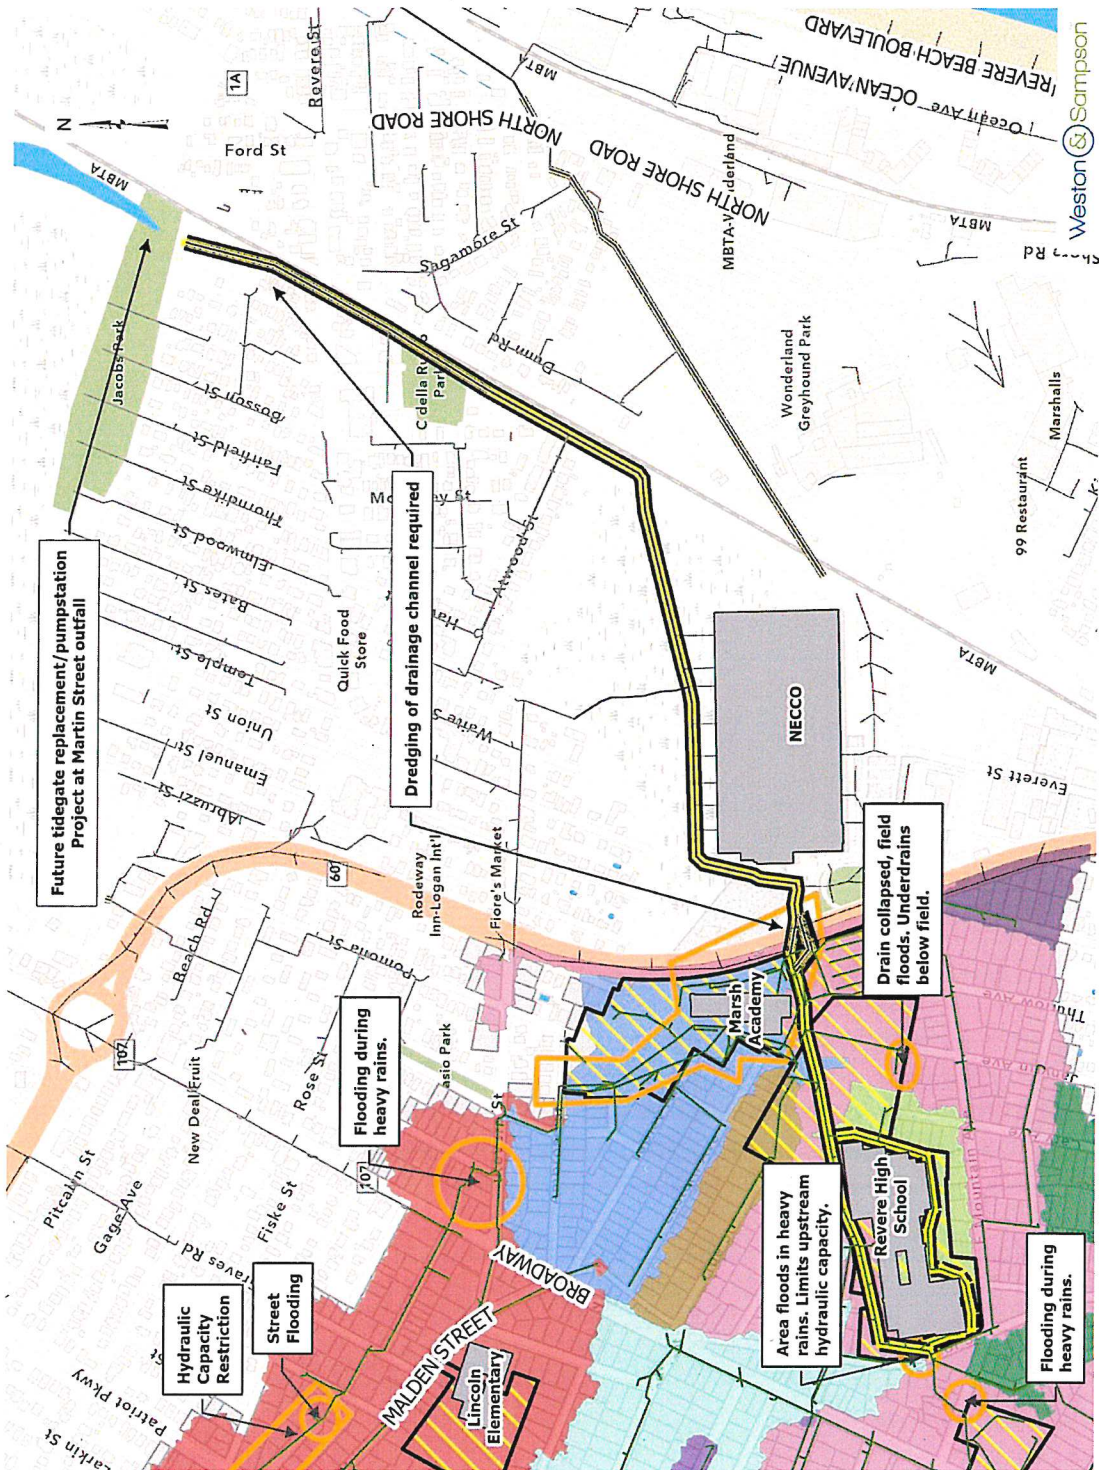 Future tidegate replacement/pumpstation
Project at Martin Street outfall
Dredging of drainage channel required
Flooding during
heavy rains.
Hydraulic
Capacity
Restriction
Street
Flooding
Drain collapsed, field
floods. Underdrains
below field.
Area floods in heavy
rains. Limits upstream
hydraulic capacity.
Flooding during
heavy rains.
N
1A
Revere St
Ford St
MBTA
Jacobs Park
Bosson St
Fairfield St
Thorndike St
Elmwood St
Bates St
Temple St
Union St
Emanuel St
Abruzzi St
Quick Food
Store
Atwood St
Sagamore St
Dunn Rd
C della Russo
Park
NORTH SHORE ROAD
NORTH SHORE ROAD
MBTA
MBTA
OCEAN AVENUE
Ocean Ave
REVERE BEACH BOULEVARD
Wonderland
Greyhound Park
99 Restaurant
Marshalls
MBTA
NECCO
Everett St
60
Rodeway
Inn-Logan Int'l
Fiore's Market
107
Beach Rd
New Deal Fruit
Rose St
Fiske St
Pitcairn St
Gage Ave
107
BROADWAY
MALDEN STREET
Lincoln
Elementary
Marsh
Academy
Revere High
School
Patriot Pkwy
Larkin St
Weston & Sampson